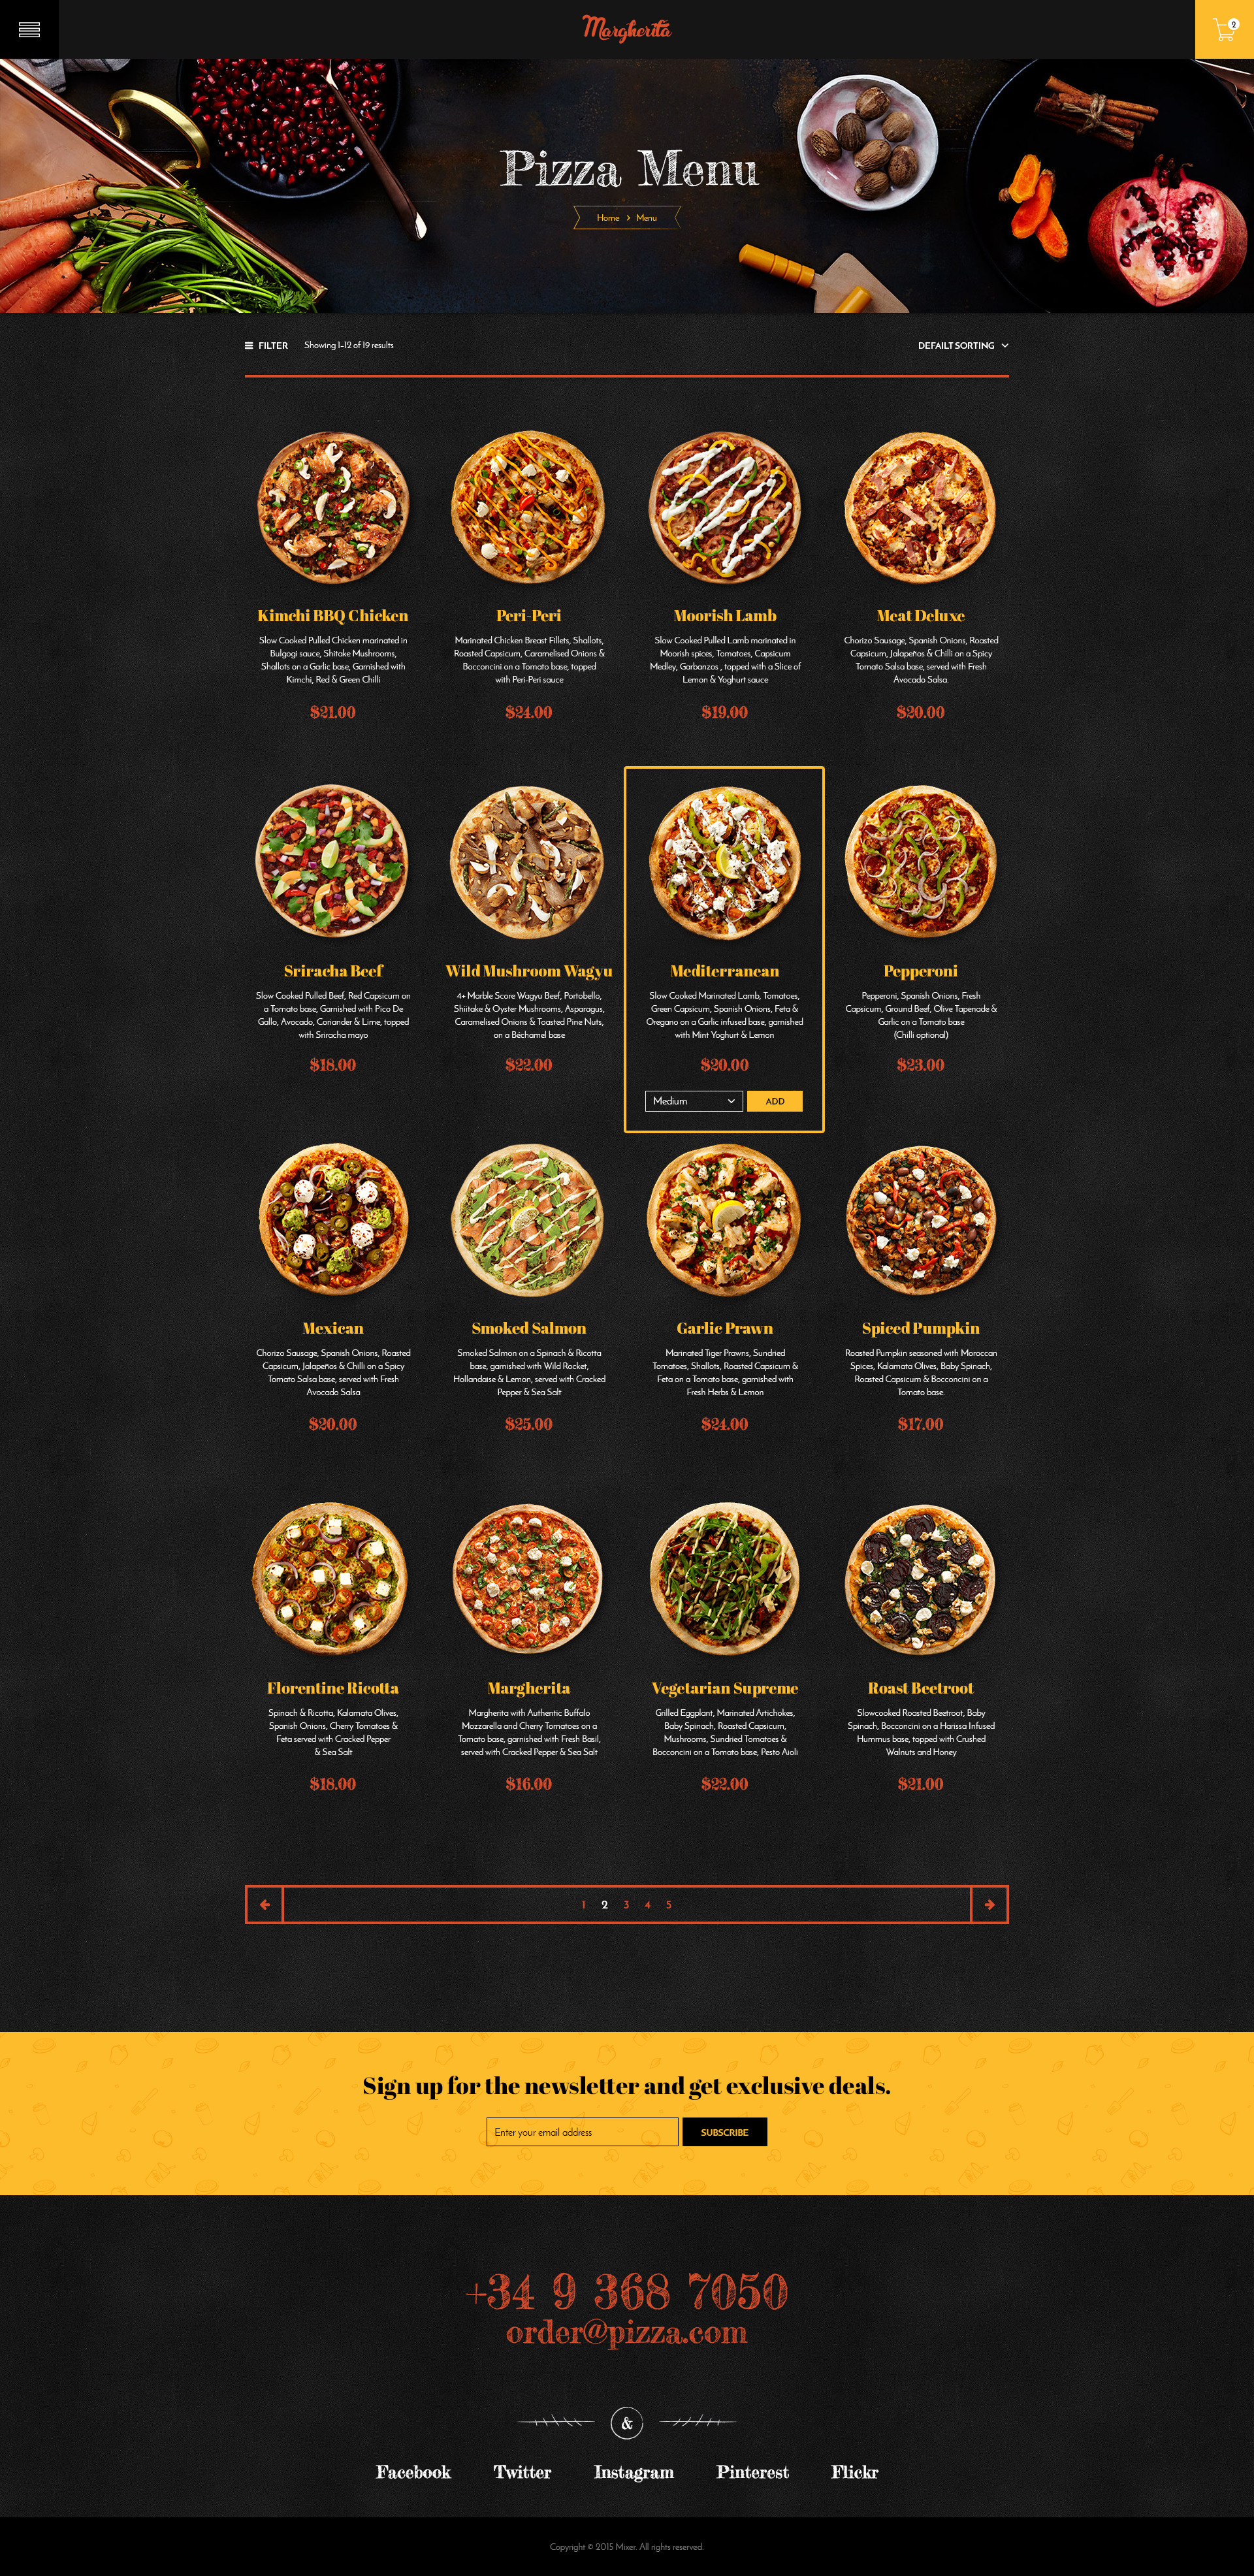 Margherita
2
Pizza Menu
Home > Menu
FILTER
Showing 1-12 of 19 results
DEFAILT SORTING
Kimchi BBQ Chicken
Slow Cooked Pulled Chicken marinated in
Bulgogi sauce, Shitake Mushrooms,
Shallots on a Garlic base, Garnished with
Kimchi, Red & Green Chilli
$21.00
Peri-Peri
Marinated Chicken Breast Fillets, Shallots,
Roasted Capsicum, Caramelised Onions &
Bocconcini on a Tomato base, topped
with Peri-Peri sauce
$24.00
Moorish Lamb
Slow Cooked Pulled Lamb marinated in
Moorish spices, Tomatoes, Capsicum
Medley, Garbanzos , topped with a Slice of
Lemon & Yoghurt sauce
$19.00
Meat Deluxe
Chorizo Sausage, Spanish Onions, Roasted
Capsicum, Jalapeños & Chilli on a Spicy
Tomato Salsa base, served with Fresh
Avocado Salsa.
$20.00
Sriracha Beef
Slow Cooked Pulled Beef, Red Capsicum on
a Tomato base, Garnished with Pico De
Gallo, Avocado, Coriander & Lime, topped
with Sriracha mayo
$18.00
Wild Mushroom Wagyu
4+ Marble Score Wagyu Beef, Portobello,
Shiitake & Oyster Mushrooms, Asparagus,
Caramelised Onions & Toasted Pine Nuts,
on a Béchamel base
$22.00
Mediterranean
Slow Cooked Marinated Lamb, Tomatoes,
Green Capsicum, Spanish Onions, Feta &
Oregano on a Garlic infused base, garnished
with Mint Yoghurt & Lemon
$20.00
Medium
ADD
Pepperoni
Pepperoni, Spanish Onions, Fresh
Capsicum, Ground Beef, Olive Tapenade &
Garlic on a Tomato base
(Chilli optional)
$23.00
Mexican
Chorizo Sausage, Spanish Onions, Roasted
Capsicum, Jalapeños & Chilli on a Spicy
Tomato Salsa base, served with Fresh
Avocado Salsa
$20.00
Smoked Salmon
Smoked Salmon on a Spinach & Ricotta
base, garnished with Wild Rocket,
Hollandaise & Lemon, served with Cracked
Pepper & Sea Salt
$25.00
Garlic Prawn
Marinated Tiger Prawns, Sundried
Tomatoes, Shallots, Roasted Capsicum &
Feta on a Tomato base, garnished with
Fresh Herbs & Lemon
$24.00
Spiced Pumpkin
Roasted Pumpkin seasoned with Moroccan
Spices, Kalamata Olives, Baby Spinach,
Roasted Capsicum & Bocconcini on a
Tomato base.
$17.00
Florentine Ricotta
Spinach & Ricotta, Kalamata Olives,
Spanish Onions, Cherry Tomatoes &
Feta served with Cracked Pepper
& Sea Salt
$18.00
Margherita
Margherita with Authentic Buffalo
Mozzarella and Cherry Tomatoes on a
Tomato base, garnished with Fresh Basil,
served with Cracked Pepper & Sea Salt
$16.00
Vegetarian Supreme
Grilled Eggplant, Marinated Artichokes,
Baby Spinach, Roasted Capsicum,
Mushrooms, Sundried Tomatoes &
Bocconcini on a Tomato base, Pesto Aioli
$22.00
Roast Beetroot
Slowcooked Roasted Beetroot, Baby
Spinach, Bocconcini on a Harissa Infused
Hummus base, topped with Crushed
Walnuts and Honey
$21.00
1 2 3 4 5
Sign up for the newsletter and get exclusive deals.
Enter your email address
SUBSCRIBE
+34 9 368 7050
order@pizza.com
&
Facebook Twitter Instagram Pinterest Flickr
Copyright © 2015 Mixer. All rights reserved.